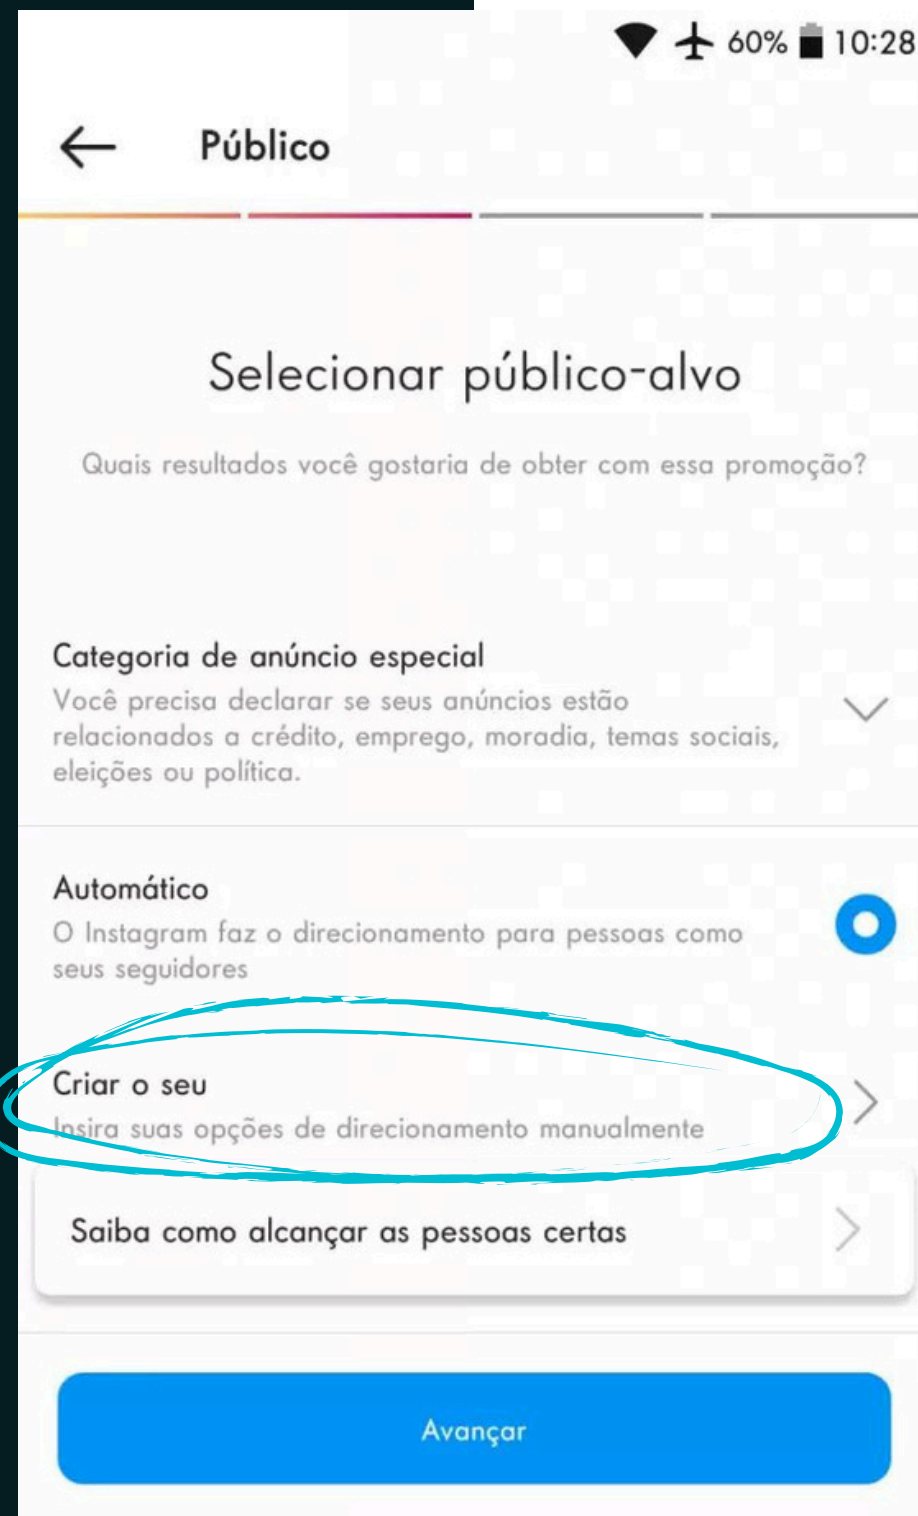 60% 10:28
Público
Selecionar público-alvo
Quais resultados você gostaria de obter com essa promoção?
Categoria de anúncio especial
Você precisa declarar se seus anúncios estão
relacionados a crédito, emprego, moradia, temas sociais,
eleições ou política.
Automático
O Instagram faz o direcionamento para pessoas como
seus seguidores
Criar o seu
Insira suas opções de direcionamento manualmente
Saiba como alcançar as pessoas certas
Avançar